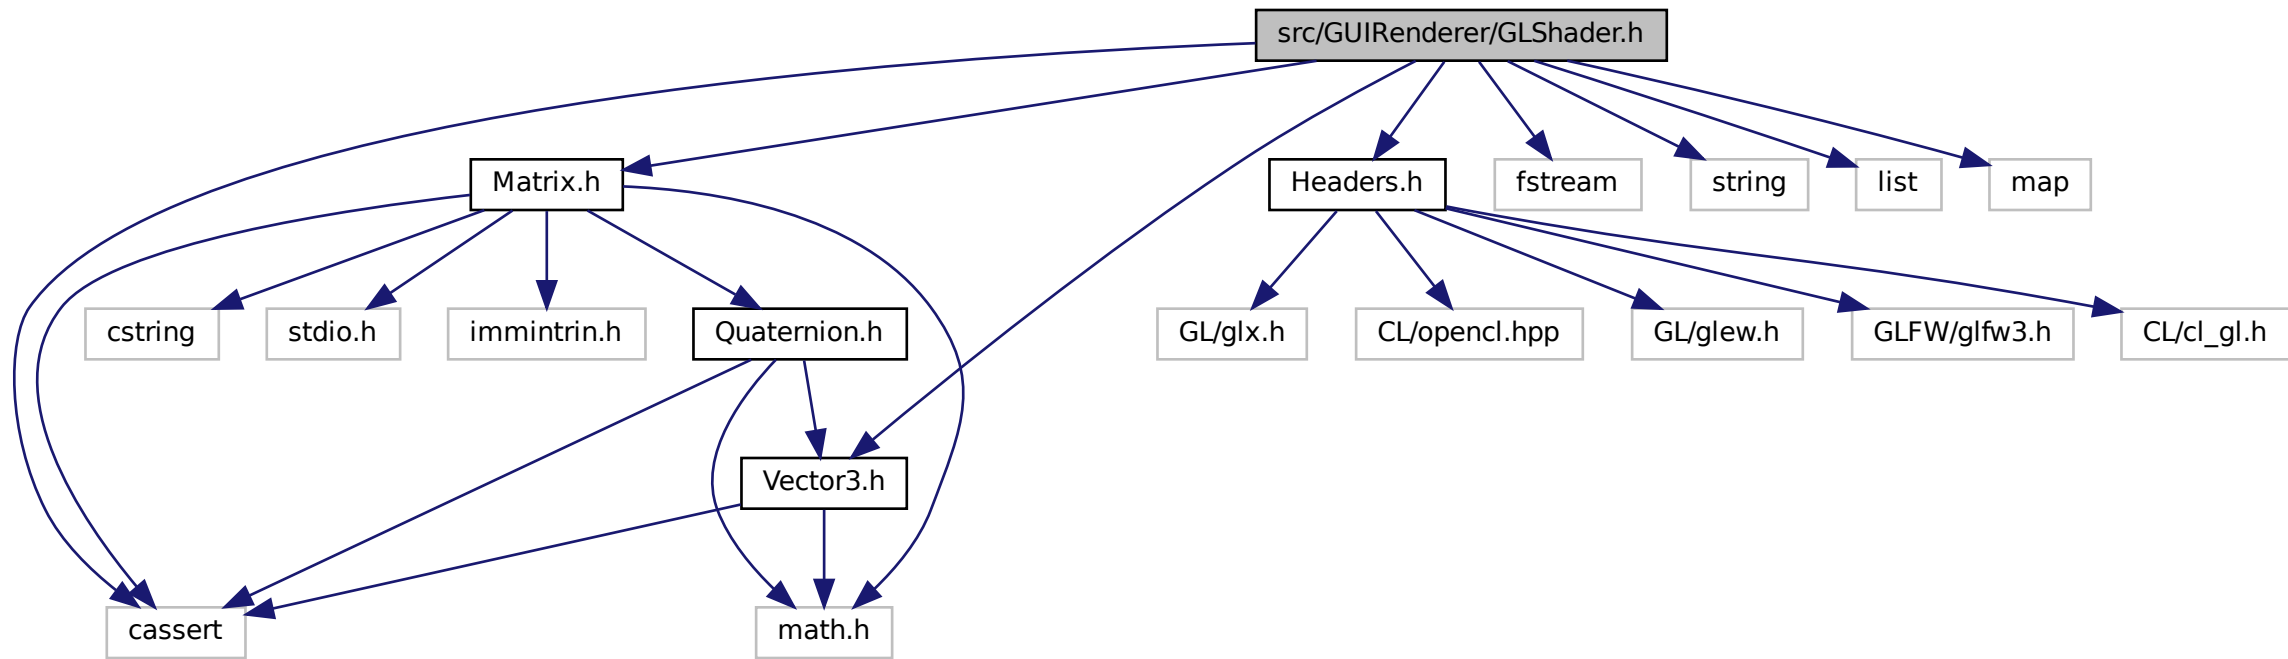 src/GUIRenderer/GLShader.h
Matrix.h
Headers.h
fstream
string
list
map
cstring
stdio.h
immintrin.h
Quaternion.h
GL/glx.h
CL/opencl.hpp
GL/glew.h
GLFW/glfw3.h
CL/cl_gl.h
Vector3.h
cassert
math.h